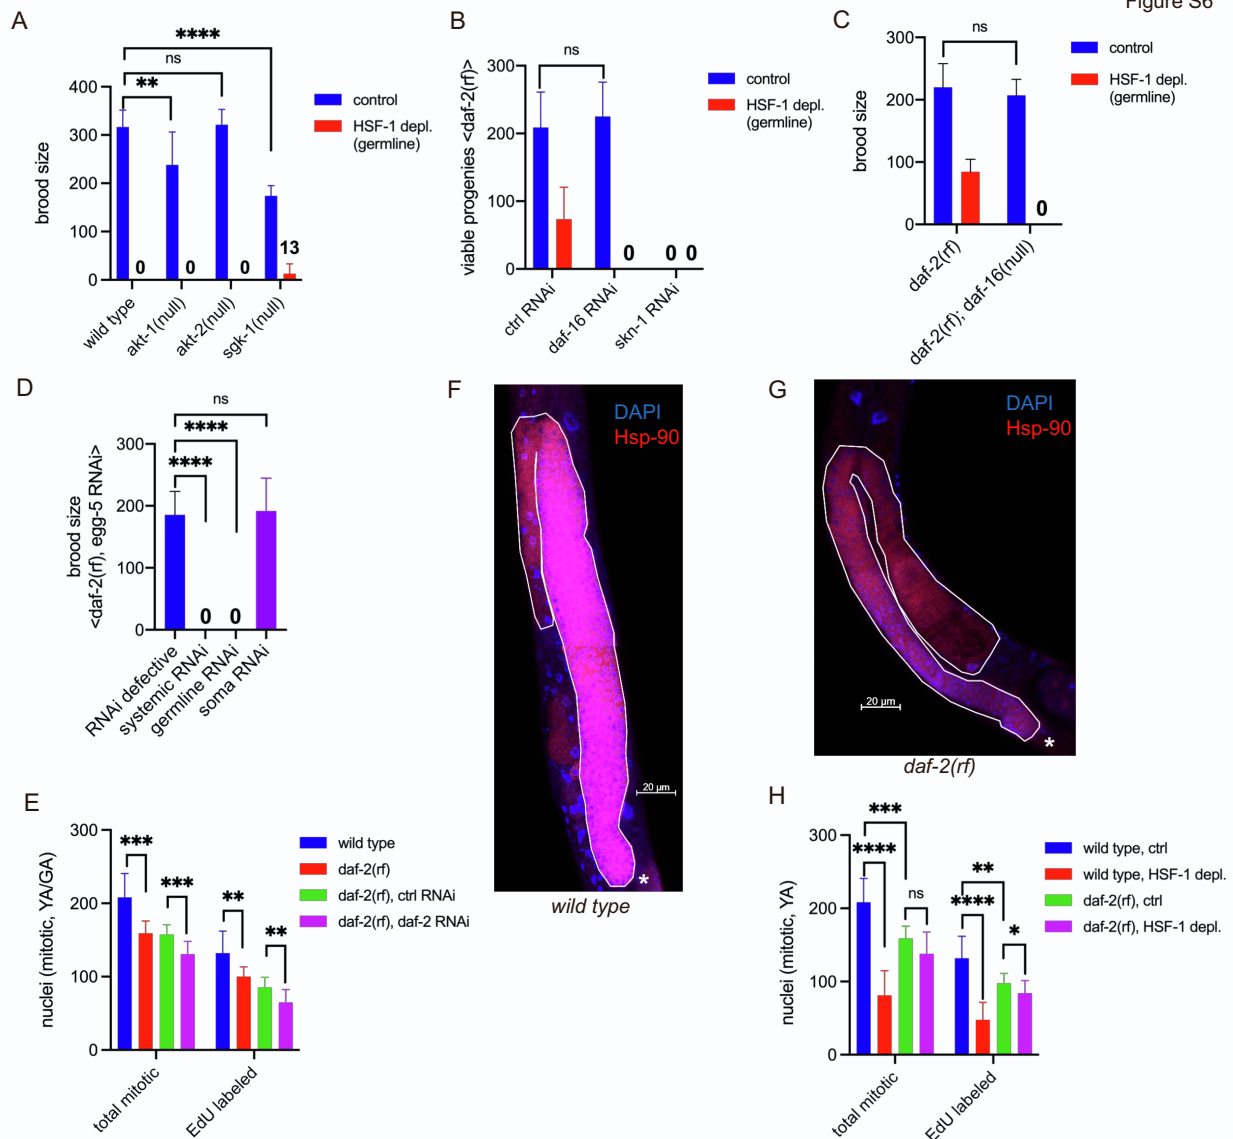 Figure S6
A
****
ns
**
400
300
200
100
0
brood size
0
0
0
13
wild type
akt-1(null)
akt-2(null)
sgk-1(null)
control
HSF-1 depl.
(germline)
B
ns
300
200
100
0
viable progenies <daf-2(rf)>
0
0 0
ctrl RNAi
daf-16 RNAi
skn-1 RNAi
control
HSF-1 depl.
(germline)
C
ns
300
200
100
0
brood size
0
daf-2(rf)
daf-2(rf); daf-16(null)
control
HSF-1 depl.
(germline)
D
ns
****
****
300
200
100
0
brood size
<daf-2(rf), egg-5 RNAi>
0
0
RNAi defective
systemic RNAi
germline RNAi
soma RNAi
F
DAPI
Hsp-90
20 µm
*
wild type
G
DAPI
Hsp-90
20 µm
*
daf-2(rf)
E
300
200
100
0
nuclei (mitotic, YA/GA)
***
***
**
**
total mitotic
EdU labeled
wild type
daf-2(rf)
daf-2(rf), ctrl RNAi
daf-2(rf), daf-2 RNAi
H
300
200
100
0
nuclei (mitotic, YA)
***
****
ns
**
****
*
total mitotic
EdU labeled
wild type, ctrl
wild type, HSF-1 depl.
daf-2(rf), ctrl
daf-2(rf), HSF-1 depl.